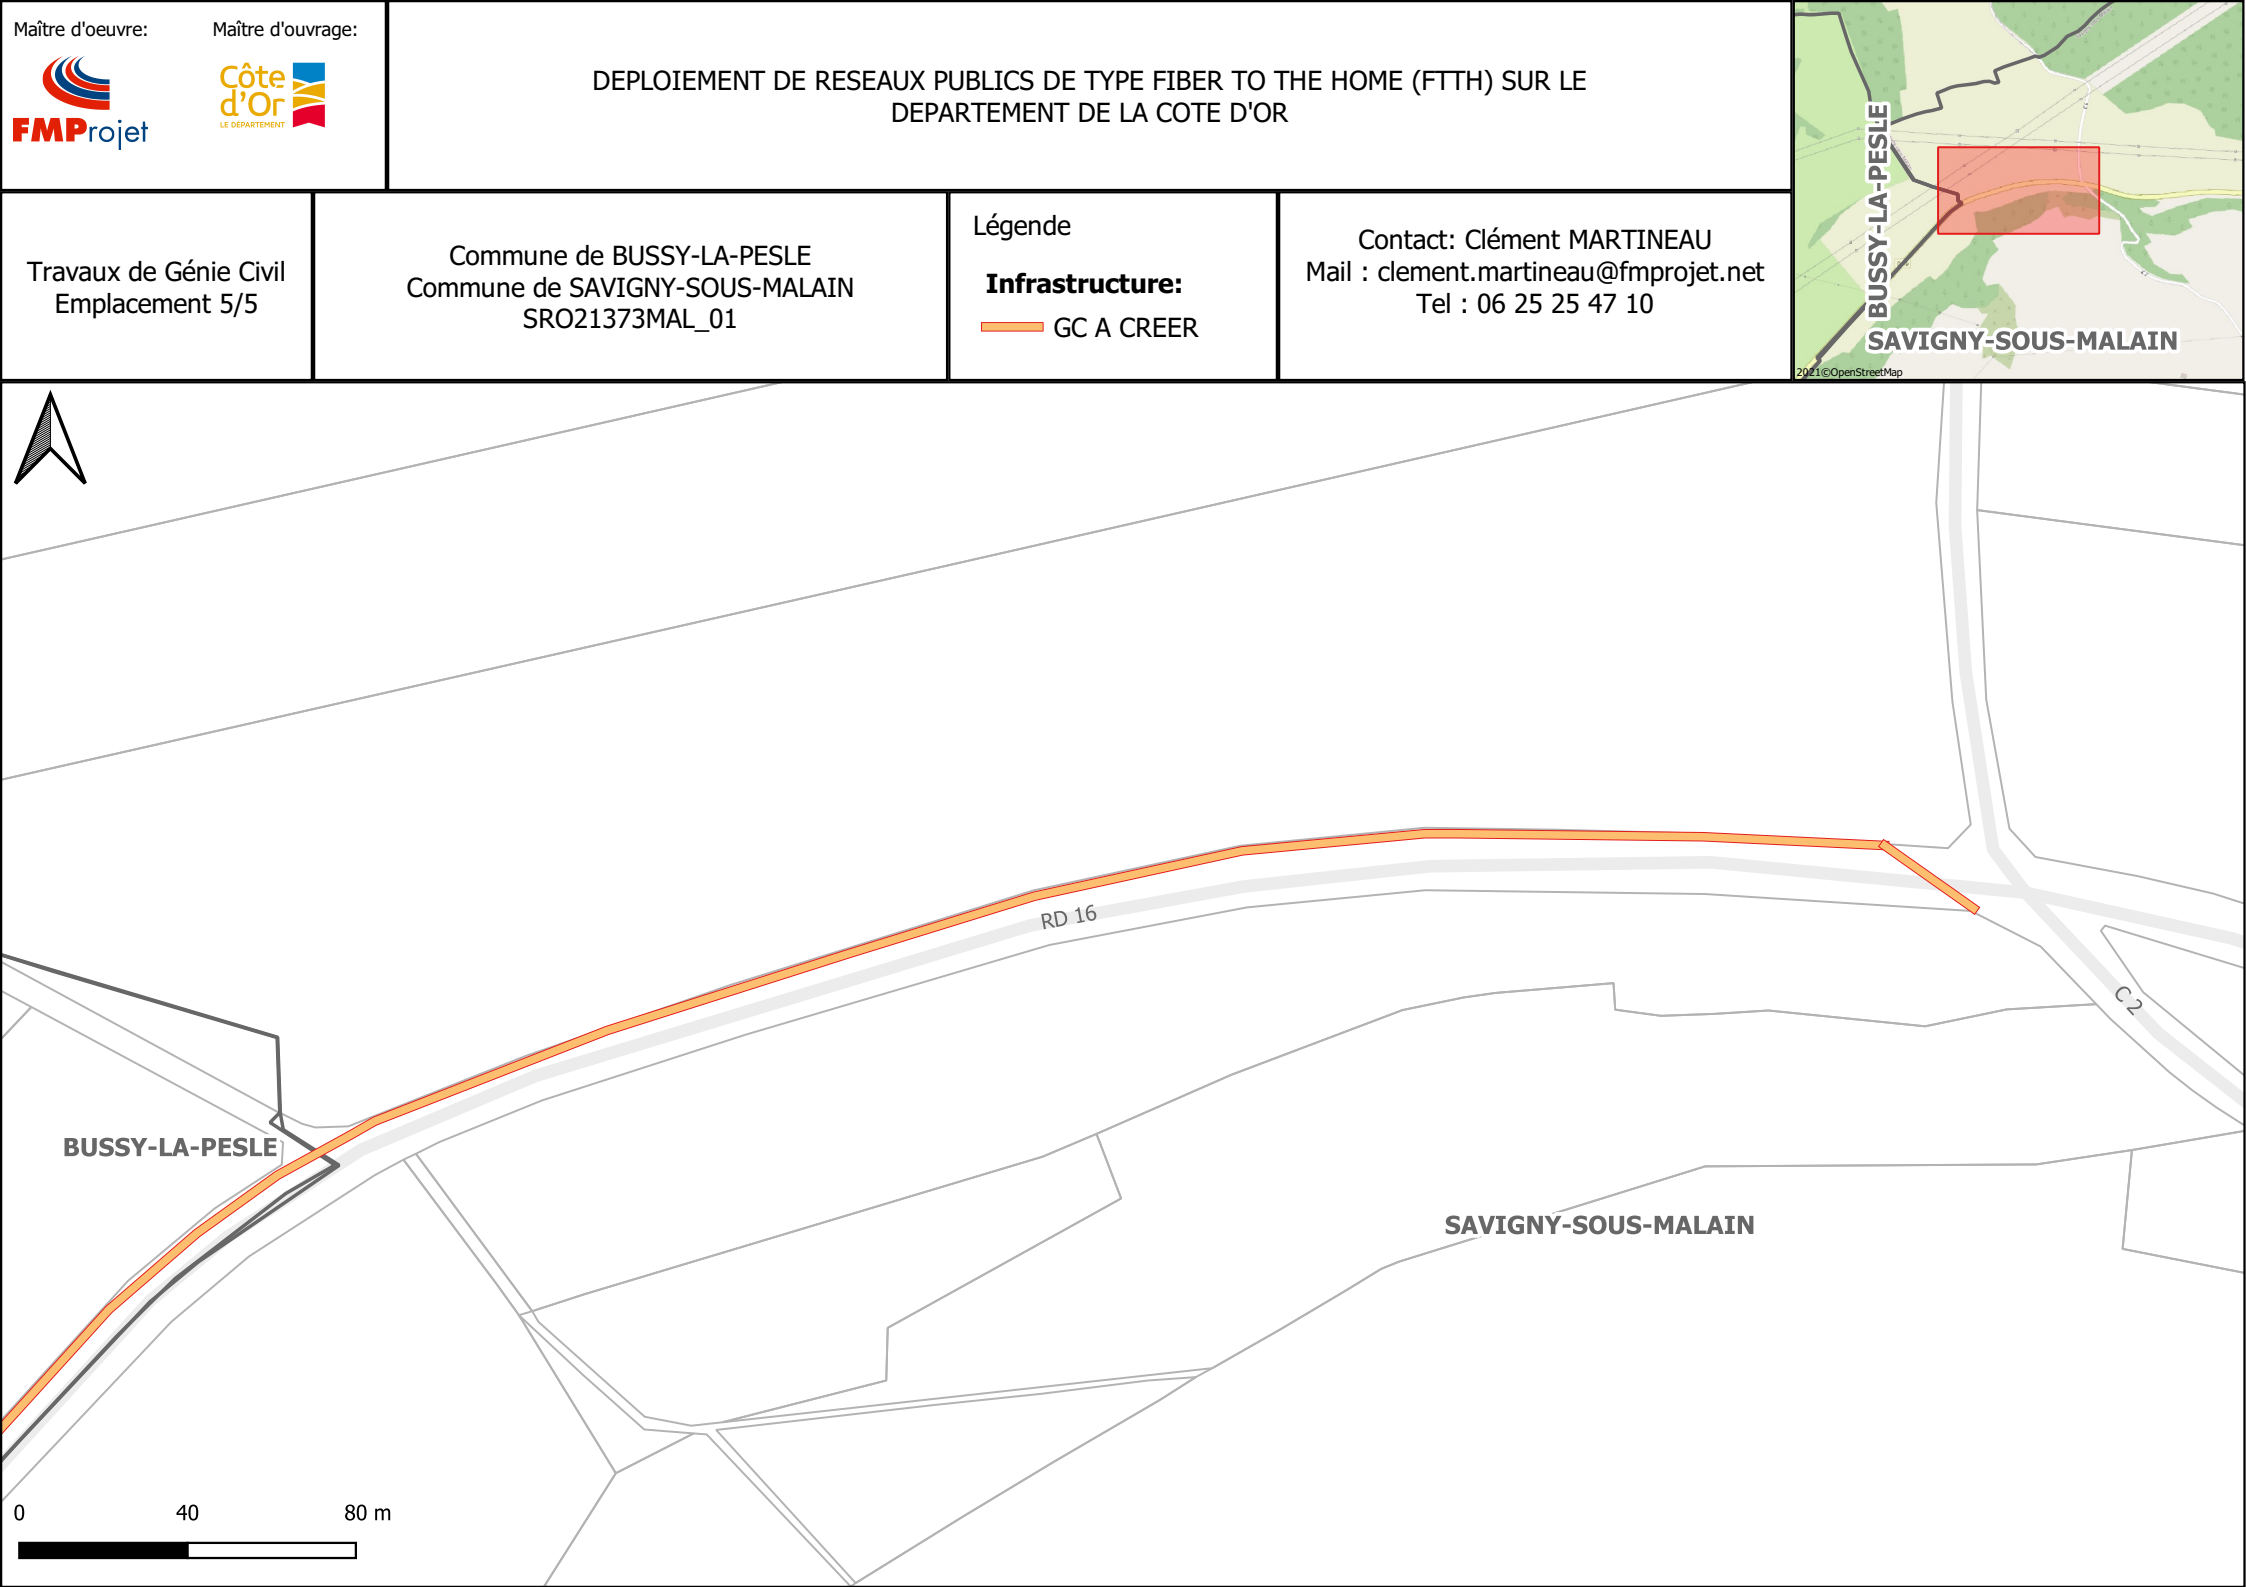 Maître d'oeuvre:
Maître d'ouvrage:
FMProjet
Côte
d'Or
LE DÉPARTEMENT
DEPLOIEMENT DE RESEAUX PUBLICS DE TYPE FIBER TO THE HOME (FTTH) SUR LE
DEPARTEMENT DE LA COTE D'OR
Travaux de Génie Civil
Emplacement 5/5
Commune de BUSSY-LA-PESLE
Commune de SAVIGNY-SOUS-MALAIN
SRO21373MAL_01
Légende
Infrastructure:
GC A CREER
Contact: Clément MARTINEAU
Mail : clement.martineau@fmprojet.net
Tel : 06 25 25 47 10
BUSSY-LA-PESLE
SAVIGNY-SOUS-MALAIN
2021©OpenStreetMap
RD 16
C 2
BUSSY-LA-PESLE
SAVIGNY-SOUS-MALAIN
0 40 80 m